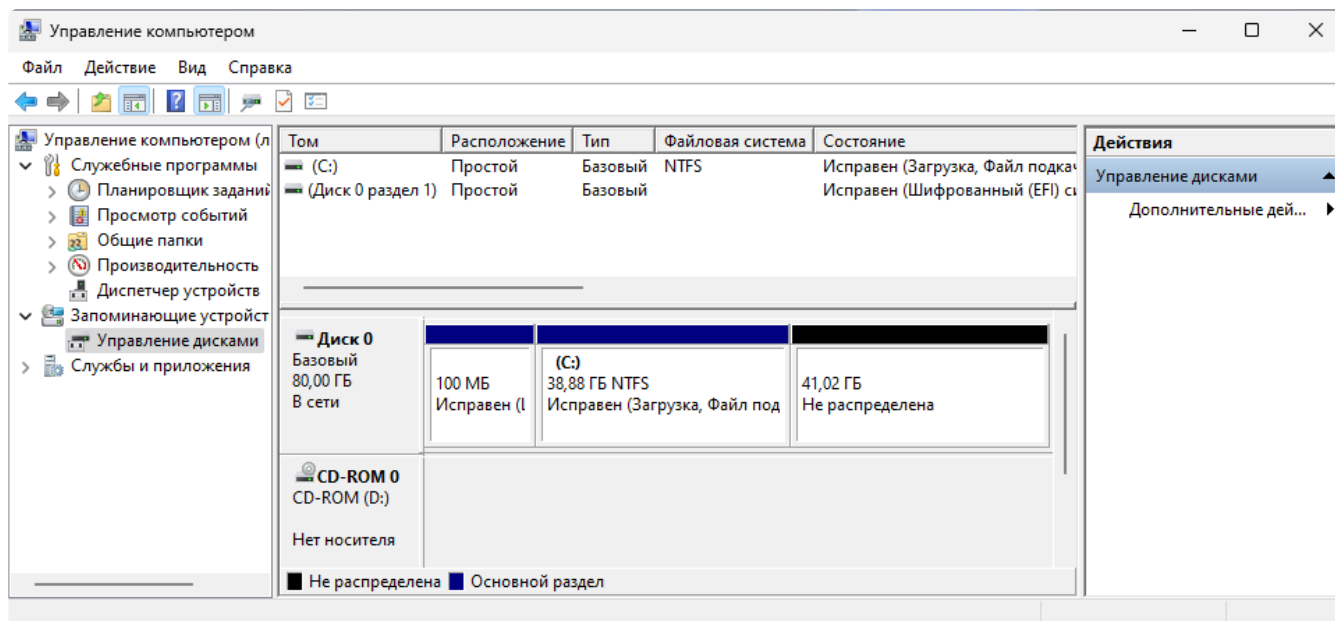 Управление компьютером
Файл Действие Вид Справка
Управление компьютером (л
Служебные программы
Планировщик заданий
Просмотр событий
Общие папки
Производительность
Диспетчер устройств
Запоминающие устройст
Управление дисками
Службы и приложения
Том Расположение Тип Файловая система Состояние
(C:) Простой Базовый NTFS Исправен (Загрузка, Файл подкач
(Диск 0 раздел 1) Простой Базовый Исправен (Шифрованный (EFI) си
Диск 0
Базовый
80,00 ГБ
В сети
100 МБ
Исправен (
(C:)
38,88 ГБ NTFS
Исправен (Загрузка, Файл под
41,02 ГБ
Не распределена
CD-ROM 0
CD-ROM (D:)
Нет носителя
Не распределена Основной раздел
Действия
Управление дисками
Дополнительные дей...